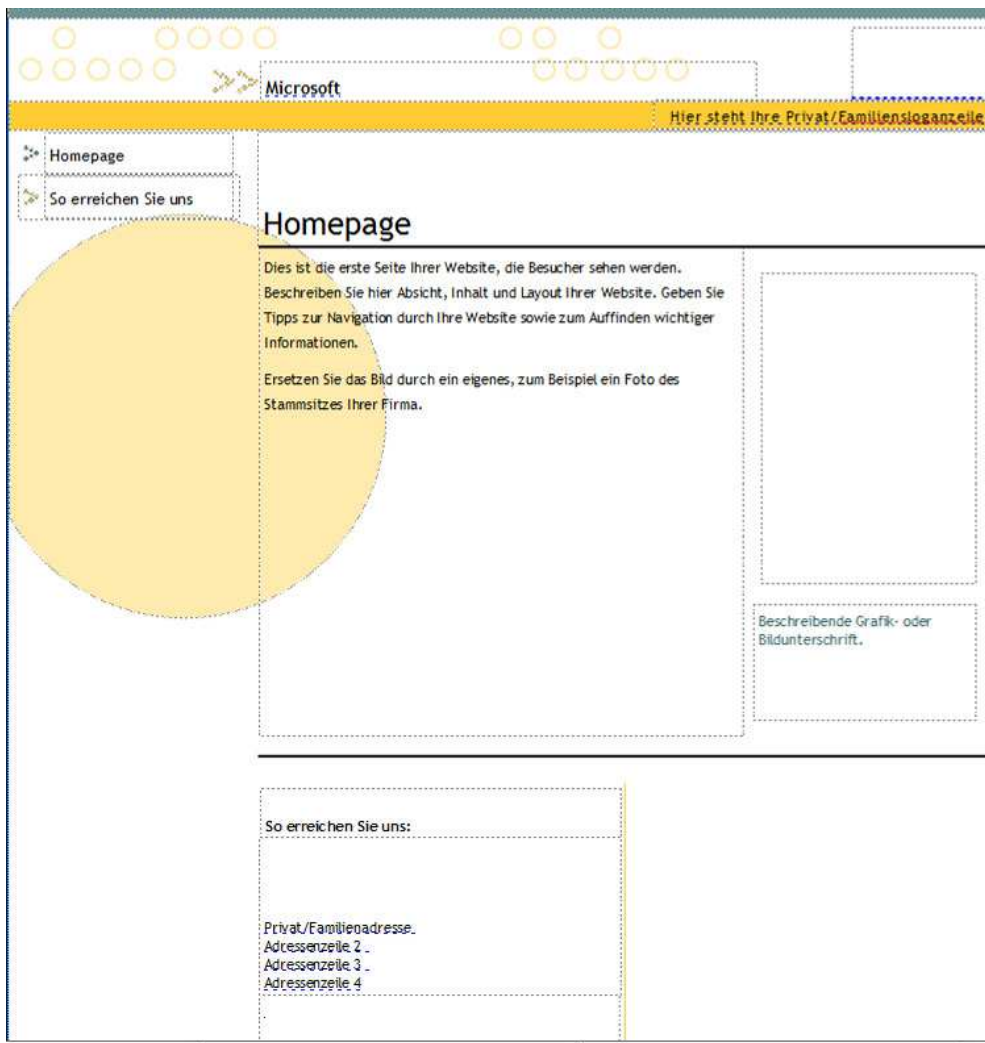 Microsoft
Hier steht Ihre Privat/Familiensloganzeile
Homepage
So erreichen Sie uns
Homepage
Dies ist die erste Seite Ihrer Website, die Besucher sehen werden.
Beschreiben Sie hier Absicht, Inhalt und Layout Ihrer Website. Geben Sie
Tipps zur Navigation durch Ihre Website sowie zum Auffinden wichtiger
Informationen.
Ersetzen Sie das Bild durch ein eigenes, zum Beispiel ein Foto des
Stammsitzes Ihrer Firma.
Beschreibende Grafik- oder
Bildunterschrift.
So erreichen Sie uns:
Privat/Familienadresse
Adressenzeile 2
Adressenzeile 3
Adressenzeile 4